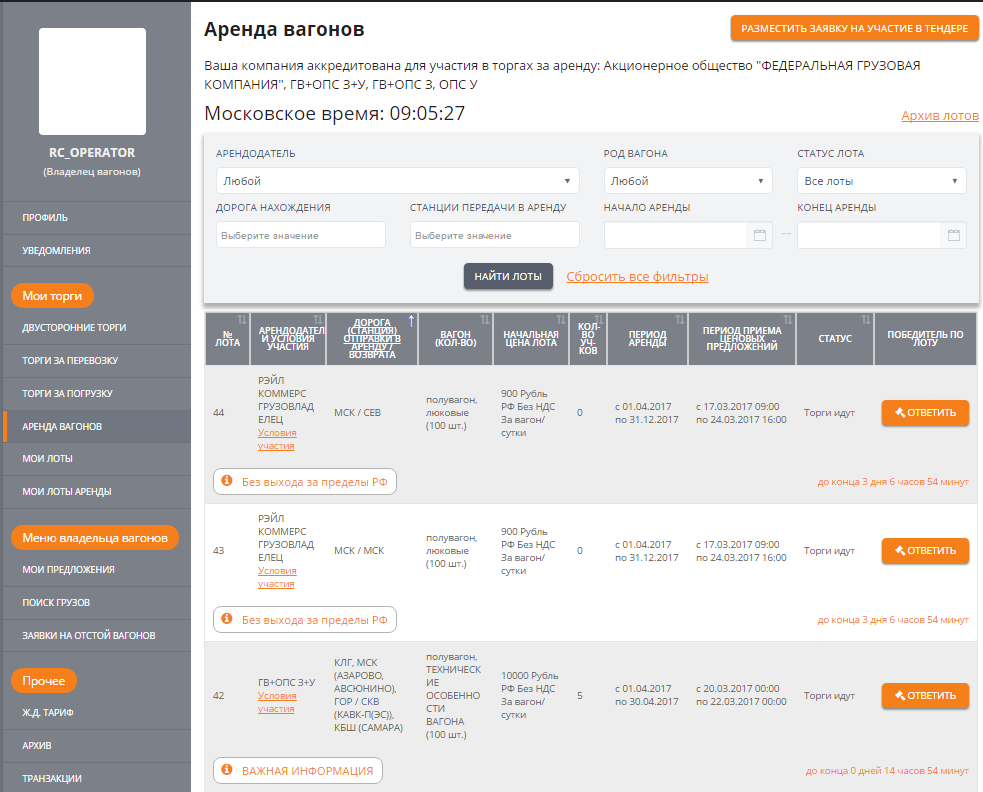 RC_OPERATOR
(Владелец вагонов)
ПРОФИЛЬ
УВЕДОМЛЕНИЯ
Мои торги
ДВУСТОРОННИЕ ТОРГИ
ТОРГИ ЗА ПЕРЕВОЗКУ
ТОРГИ ЗА ПОГРУЗКУ
АРЕНДА ВАГОНОВ
МОИ ЛОТЫ
МОИ ЛОТЫ АРЕНДЫ
Меню владельца вагонов
МОИ ПРЕДЛОЖЕНИЯ
ПОИСК ГРУЗОВ
ЗАЯВКИ НА ОТСТОЙ ВАГОНОВ
Прочее
Ж.Д. ТАРИФ
АРХИВ
ТРАНЗАКЦИИ
Аренда вагонов
РАЗМЕСТИТЬ ЗАЯВКУ НА УЧАСТИЕ В ТЕНДЕРЕ
Ваша компания аккредитована для участия в торгах за аренду: Акционерное общество "ФЕДЕРАЛЬНАЯ ГРУЗОВАЯ
КОМПАНИЯ", ГВ+ОПС З+У, ГВ+ОПС З, ОПС У
Московское время: 09:05:27
Архив лотов
АРЕНДОДАТЕЛЬ РОД ВАГОНА СТАТУС ЛОТА
Любой Любой Все лоты
ДОРОГА НАХОЖДЕНИЯ СТАНЦИИ ПЕРЕДАЧИ В АРЕНДУ НАЧАЛО АРЕНДЫ КОНЕЦ АРЕНДЫ
Выберите значение Выберите значение --
НАЙТИ ЛОТЫ Сбросить все фильтры
№
ЛОТА
АРЕНДОДАТЕЛ
И УСЛОВИЯ
УЧАСТИЯ
ДОРОГА
(СТАНЦИЯ)
ОТПРАВКИ В
АРЕНДУ /
ВОЗВРАТА
ВАГОН
(КОЛ-ВО)
НАЧАЛЬНАЯ
ЦЕНА ЛОТА
КОЛ-
ВО
УЧ-
КОВ
ПЕРИОД
АРЕНДЫ
ПЕРИОД ПРИЕМА
ЦЕНОВЫХ
ПРЕДЛОЖЕНИЙ
СТАТУС
ПОБЕДИТЕЛЬ ПО
ЛОТУ
44
РЭЙЛ
КОММЕРС
ГРУЗОВЛАД
ЕЛЕЦ
Условия
участия
МСК / СЕВ
полувагон,
люковые
(100 шт.)
900 Рубль
РФ Без НДС
За вагон/
сутки
0
с 01.04.2017
по 31.12.2017
с 17.03.2017 09:00
по 24.03.2017 16:00
Торги идут
ОТВЕТИТЬ
Без выхода за пределы РФ
до конца 3 дня 6 часов 54 минут
43
РЭЙЛ
КОММЕРС
ГРУЗОВЛАД
ЕЛЕЦ
Условия
участия
МСК / МСК
полувагон,
люковые
(100 шт.)
900 Рубль
РФ Без НДС
За вагон/
сутки
0
с 01.04.2017
по 31.12.2017
с 17.03.2017 09:00
по 24.03.2017 16:00
Торги идут
ОТВЕТИТЬ
Без выхода за пределы РФ
до конца 3 дня 6 часов 54 минут
42
ГВ+ОПС З+У
Условия
участия
КЛГ, МСК
(АЗАРОВО,
АВСЮНИНО),
ГОР / СКВ
(КАВК-П(ЭС)),
КБШ (САМАРА)
полувагон,
ТЕХНИЧЕСК
ИЕ
ОСОБЕННО
СТИ
ВАГОНА
(100 шт.)
10000 Рубль
РФ Без НДС
За вагон/
сутки
5
с 01.04.2017
по 30.04.2017
с 20.03.2017 00:00
по 22.03.2017 00:00
Торги идут
ОТВЕТИТЬ
ВАЖНАЯ ИНФОРМАЦИЯ
до конца 0 дней 14 часов 54 минут